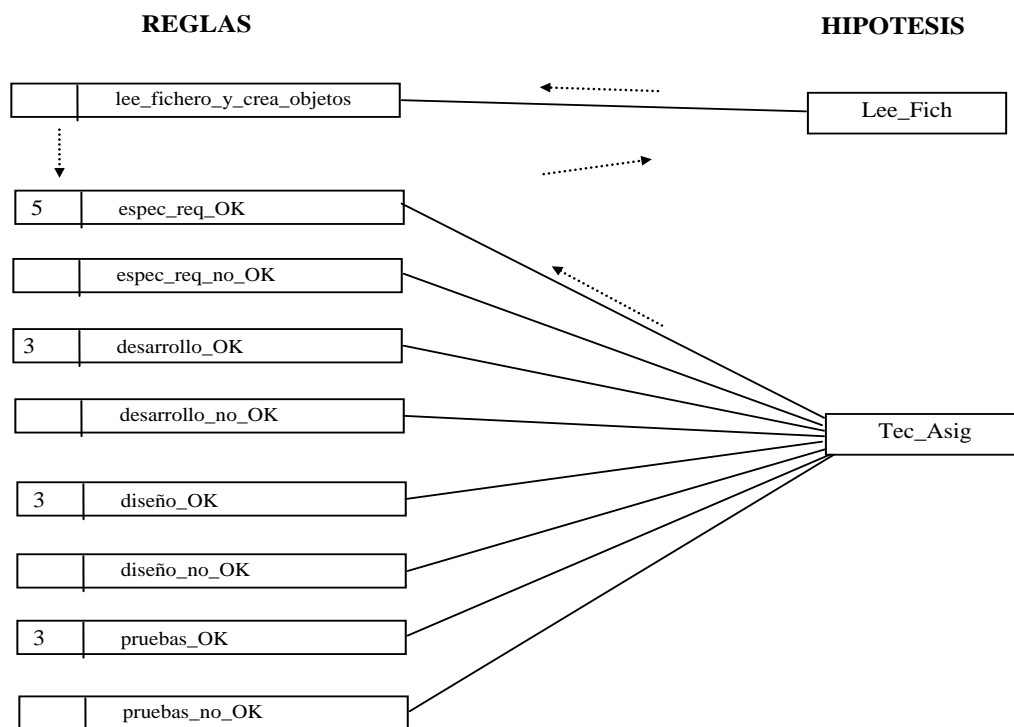 REGLAS HIPOTESIS
lee_fichero_y_crea_objetos Lee_Fich
5 espec_req_OK
espec_req_no_OK
3 desarrollo_OK
desarrollo_no_OK Tec_Asig
3 diseño_OK
diseño_no_OK
3 pruebas_OK
pruebas_no_OK